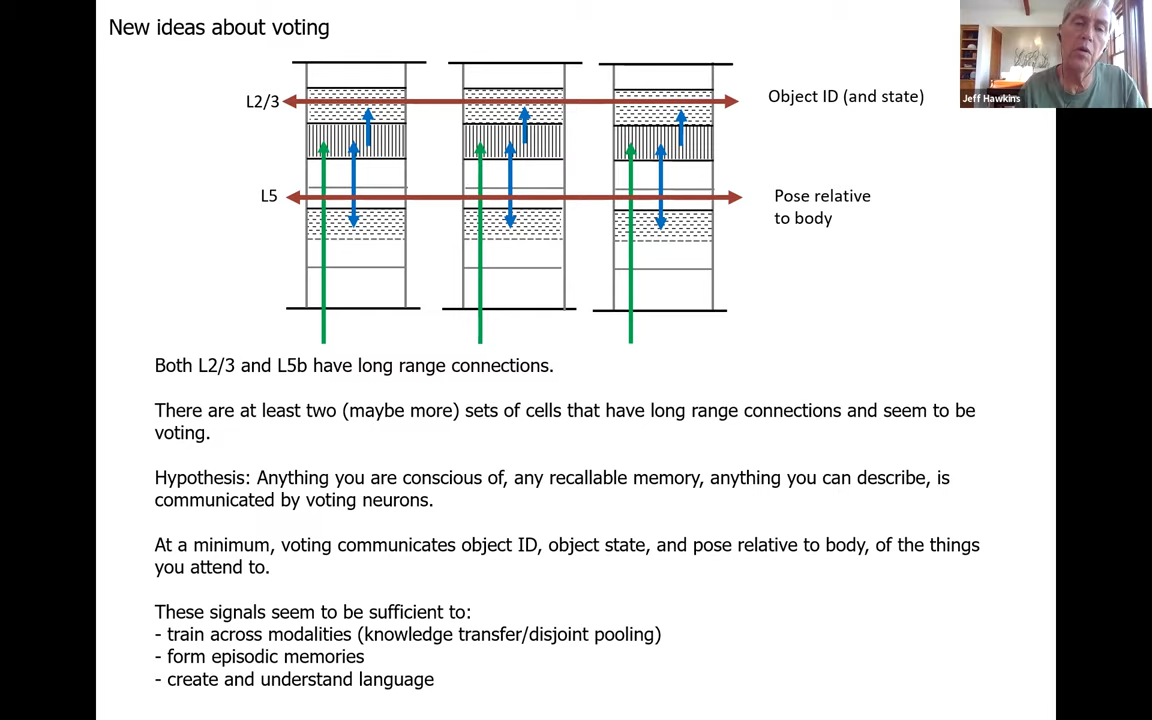 New ideas about voting
L2/3
Object ID (and state)
Jeff Hawkins
L5
Pose relative
to body
Both L2/3 and L5b have long range connections.
There are at least two (maybe more) sets of cells that have long range connections and seem to be
voting.
Hypothesis: Anything you are conscious of, any recallable memory, anything you can describe, is
communicated by voting neurons.
At a minimum, voting communicates object ID, object state, and pose relative to body, of the things
you attend to.
These signals seem to be sufficient to:
- train across modalities (knowledge transfer/disjoint pooling)
- form episodic memories
- create and understand language